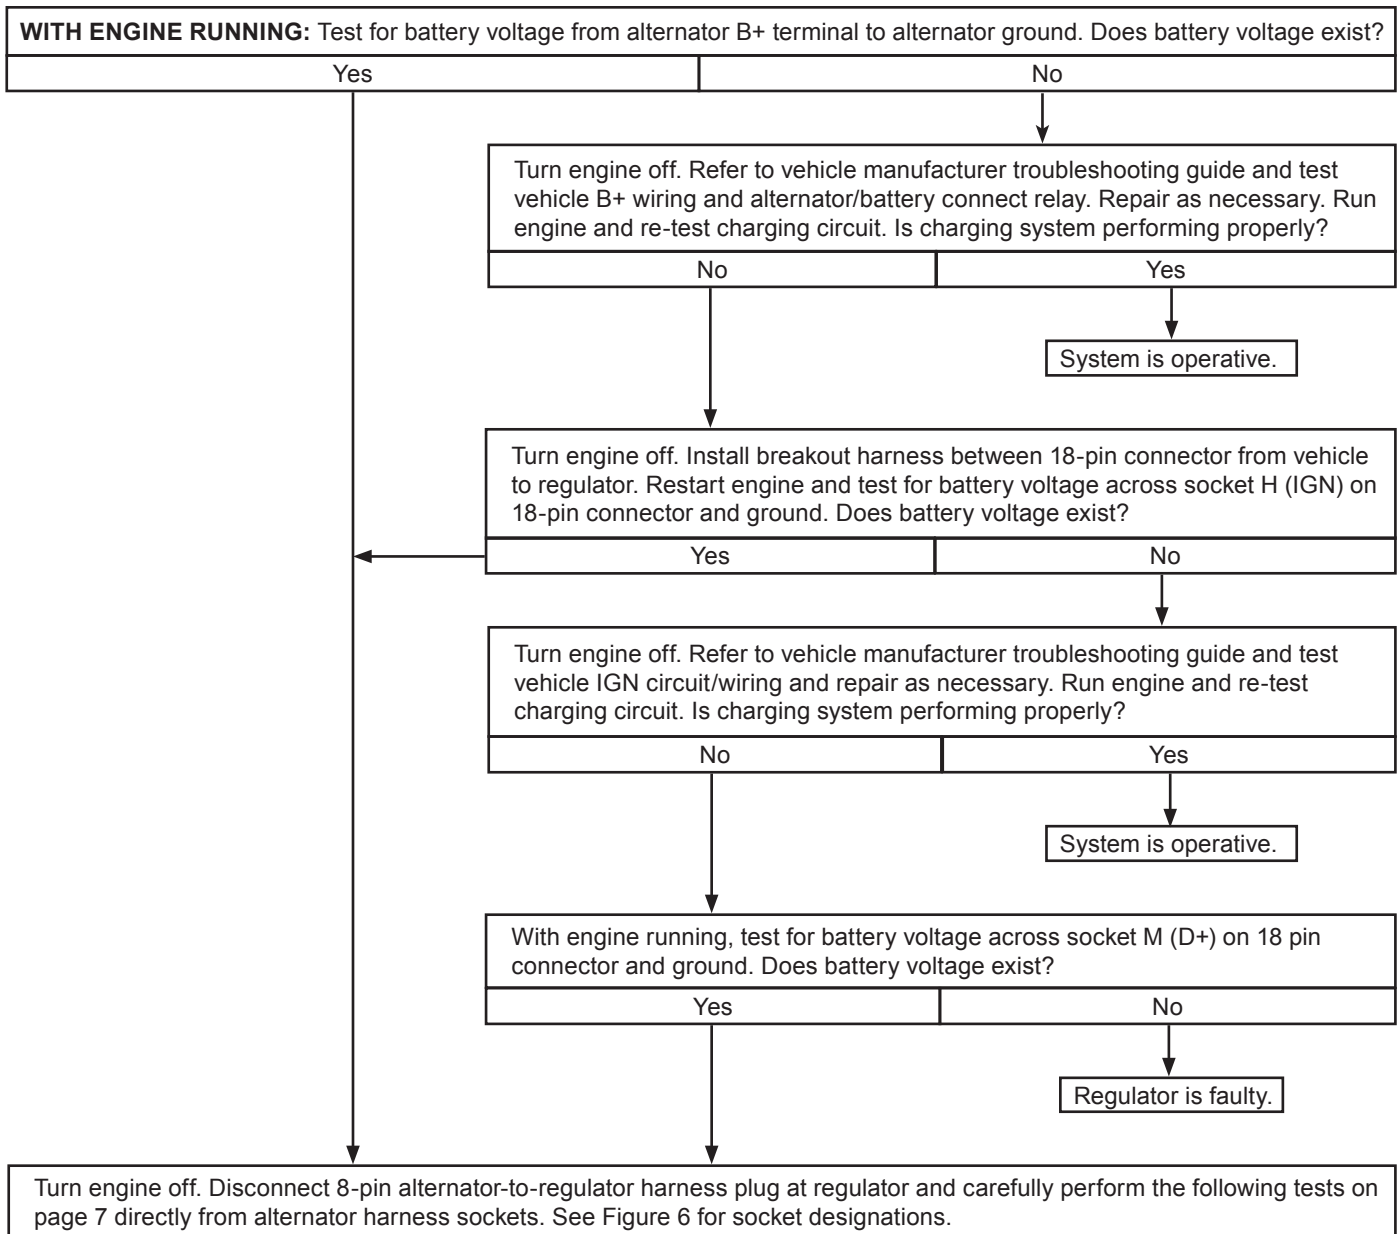 WITH ENGINE RUNNING: Test for battery voltage from alternator B+ terminal to alternator ground. Does battery voltage exist?
Yes
No
Turn engine off. Refer to vehicle manufacturer troubleshooting guide and test
vehicle B+ wiring and alternator/battery connect relay. Repair as necessary. Run
engine and re-test charging circuit. Is charging system performing properly?
No
Yes
System is operative.
Turn engine off. Install breakout harness between 18-pin connector from vehicle
to regulator. Restart engine and test for battery voltage across socket H (IGN) on
18-pin connector and ground. Does battery voltage exist?
Yes
No
Turn engine off. Refer to vehicle manufacturer troubleshooting guide and test
vehicle IGN circuit/wiring and repair as necessary. Run engine and re-test
charging circuit. Is charging system performing properly?
No
Yes
System is operative.
With engine running, test for battery voltage across socket M (D+) on 18 pin
connector and ground. Does battery voltage exist?
Yes
No
Regulator is faulty.
Turn engine off. Disconnect 8-pin alternator-to-regulator harness plug at regulator and carefully perform the following tests on
page 7 directly from alternator harness sockets. See Figure 6 for socket designations.